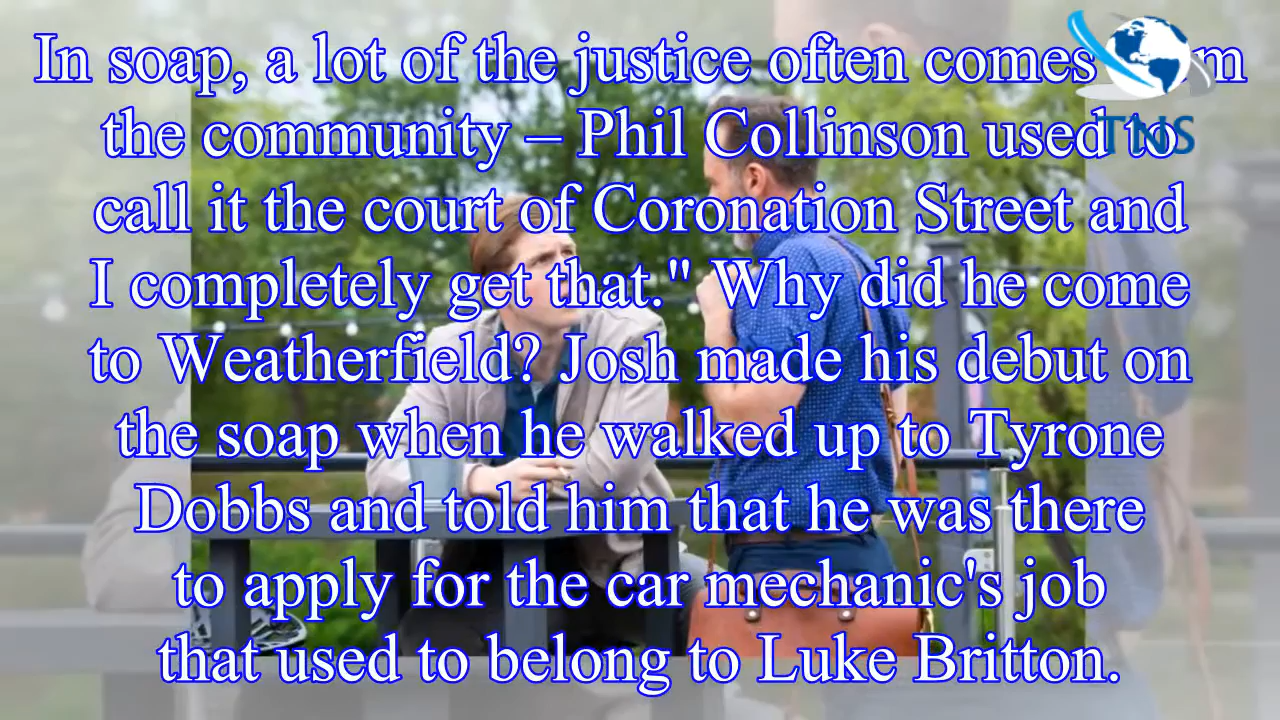 In soap, a lot of the justice often comes
the community – Phil Collinson used to
call it the court of Coronation Street and
I completely get that." Why did he come
to Weatherfield? Josh made his debut on
the soap when he walked up to Tyrone
Dobbs and told him that he was there
to apply for the car mechanic's job
that used to belong to Luke Britton.
TNS